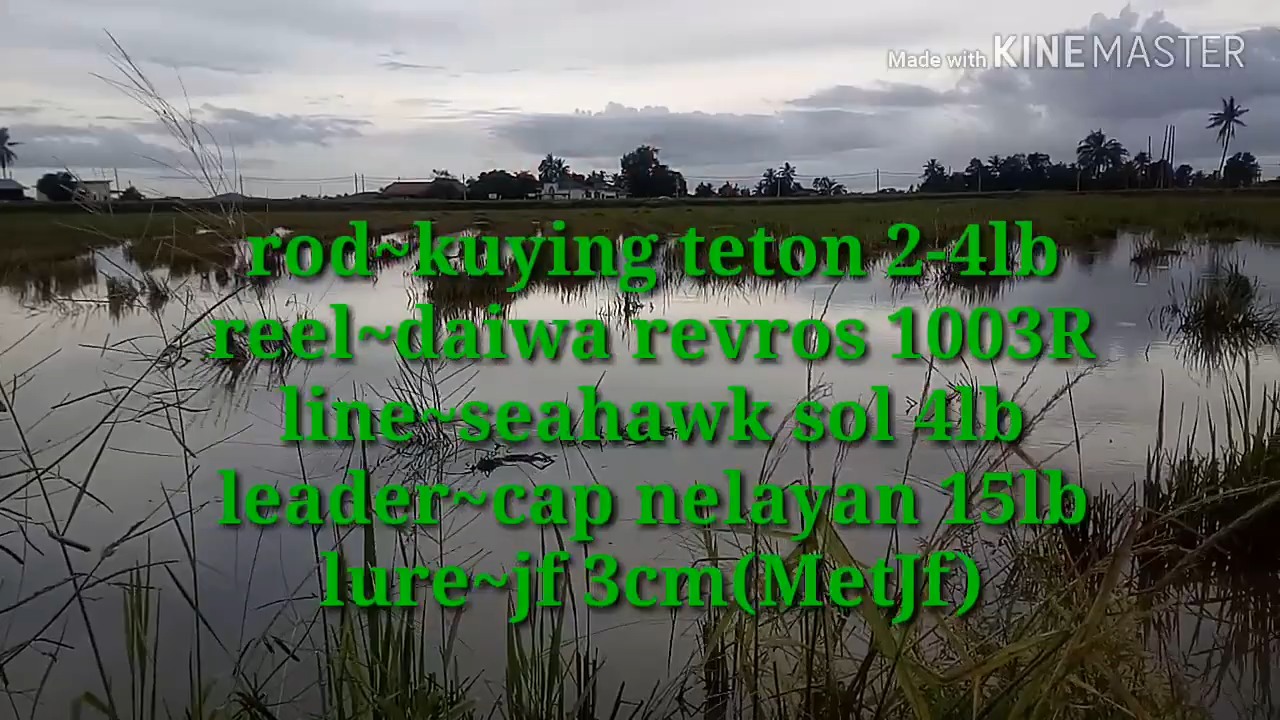 Made with KINEMASTER
rod~kuying teton 2-4lb
reel~daiwa revros 1003R
line~seahawk sol 4lb
leader~cap nelayan 15lb
lure~jf 3cm(MetJf)